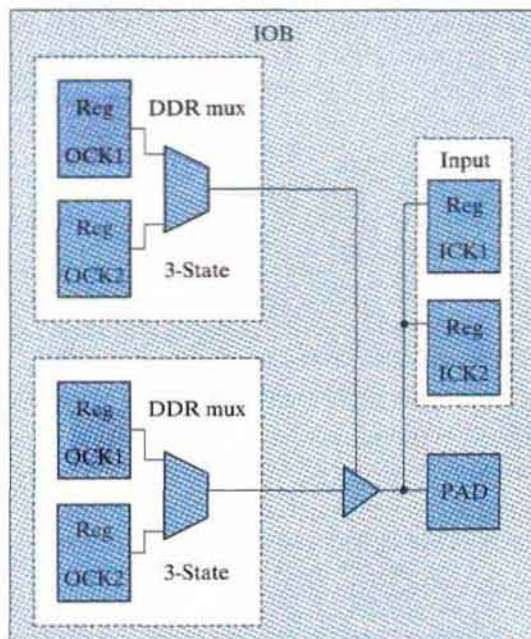 IOB
Reg
OCK1
DDR mux
Reg
OCK2
3-State
Input
Reg
ICK1
Reg
ICK2
Reg
OCK1
DDR mux
Reg
OCK2
3-State
PAD